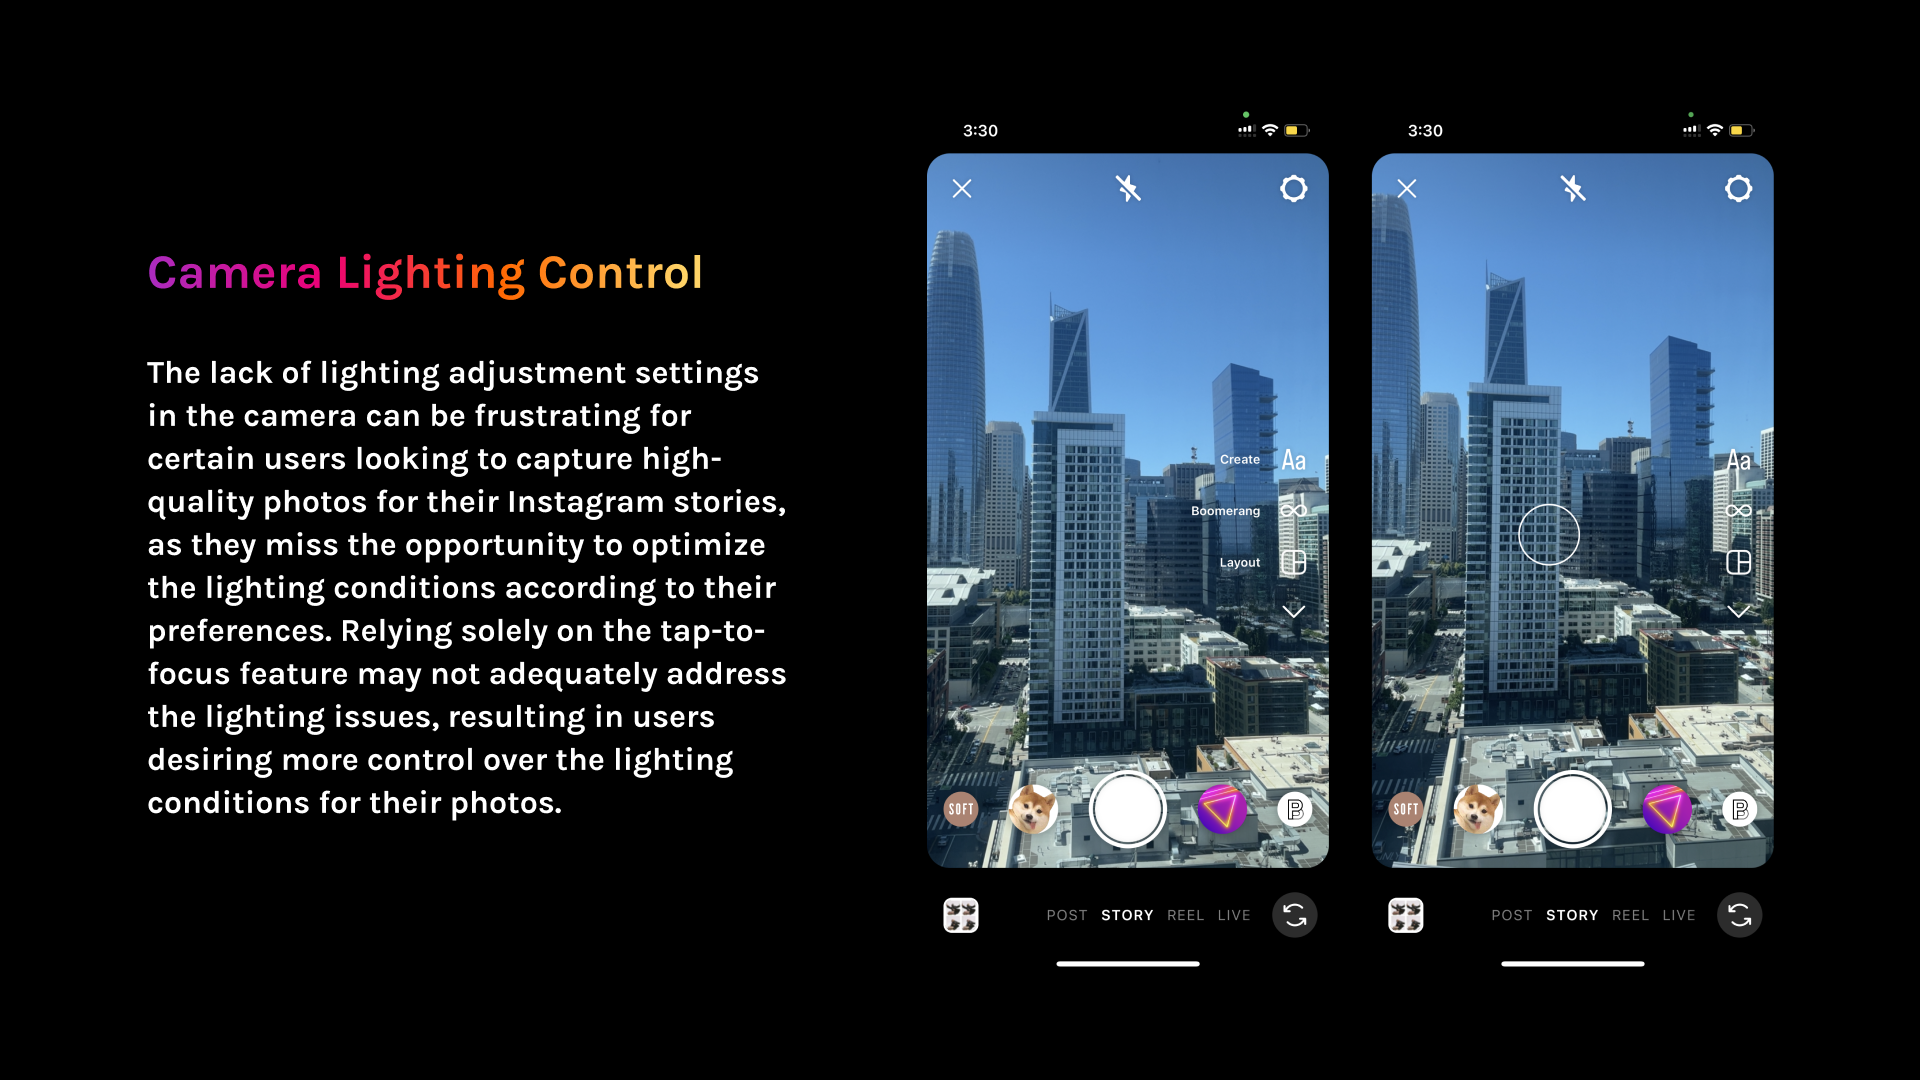 Camera Lighting Control
The lack of lighting adjustment settings
in the camera can be frustrating for
certain users looking to capture high-
quality photos for their Instagram stories,
as they miss the opportunity to optimize
the lighting conditions according to their
preferences. Relying solely on the tap-to-
focus feature may not adequately address
the lighting issues, resulting in users
desiring more control over the lighting
conditions for their photos.
3:30
Create Aa
Boomerang
Layout
SOFT B
POST STORY REEL LIVE
3:30
Aa
SOFT B
POST STORY REEL LIVE